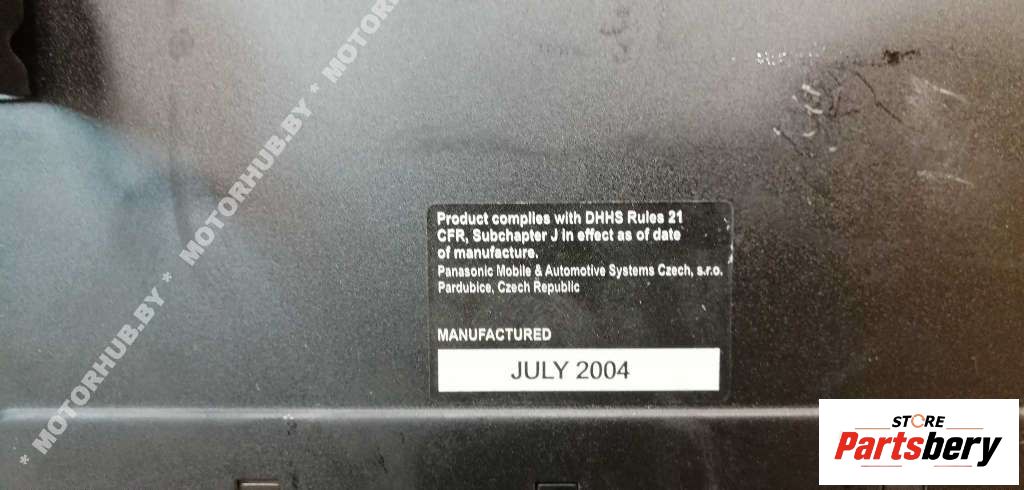 * MOTORHUB.BY * MOTORHUB.BY * MOTORHUB.BY
Product complies with DHHS Rules 21
CFR, Subchapter J in effect as of date
of manufacture.
Panasonic Mobile & Automotive Systems Czech, s.r.o.
Pardubice, Czech Republic
MANUFACTURED
JULY 2004
STORE
Partsbery